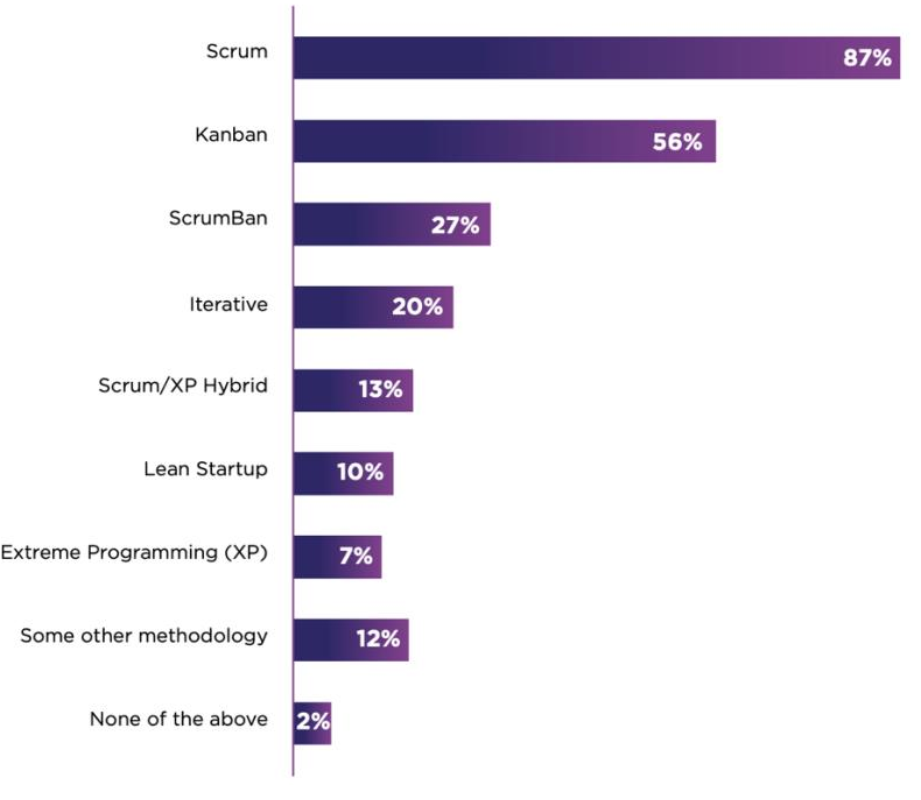 Scrum 87%
Kanban 56%
ScrumBan 27%
Iterative 20%
Scrum/XP Hybrid 13%
Lean Startup 10%
Extreme Programming (XP) 7%
Some other methodology 12%
None of the above 2%